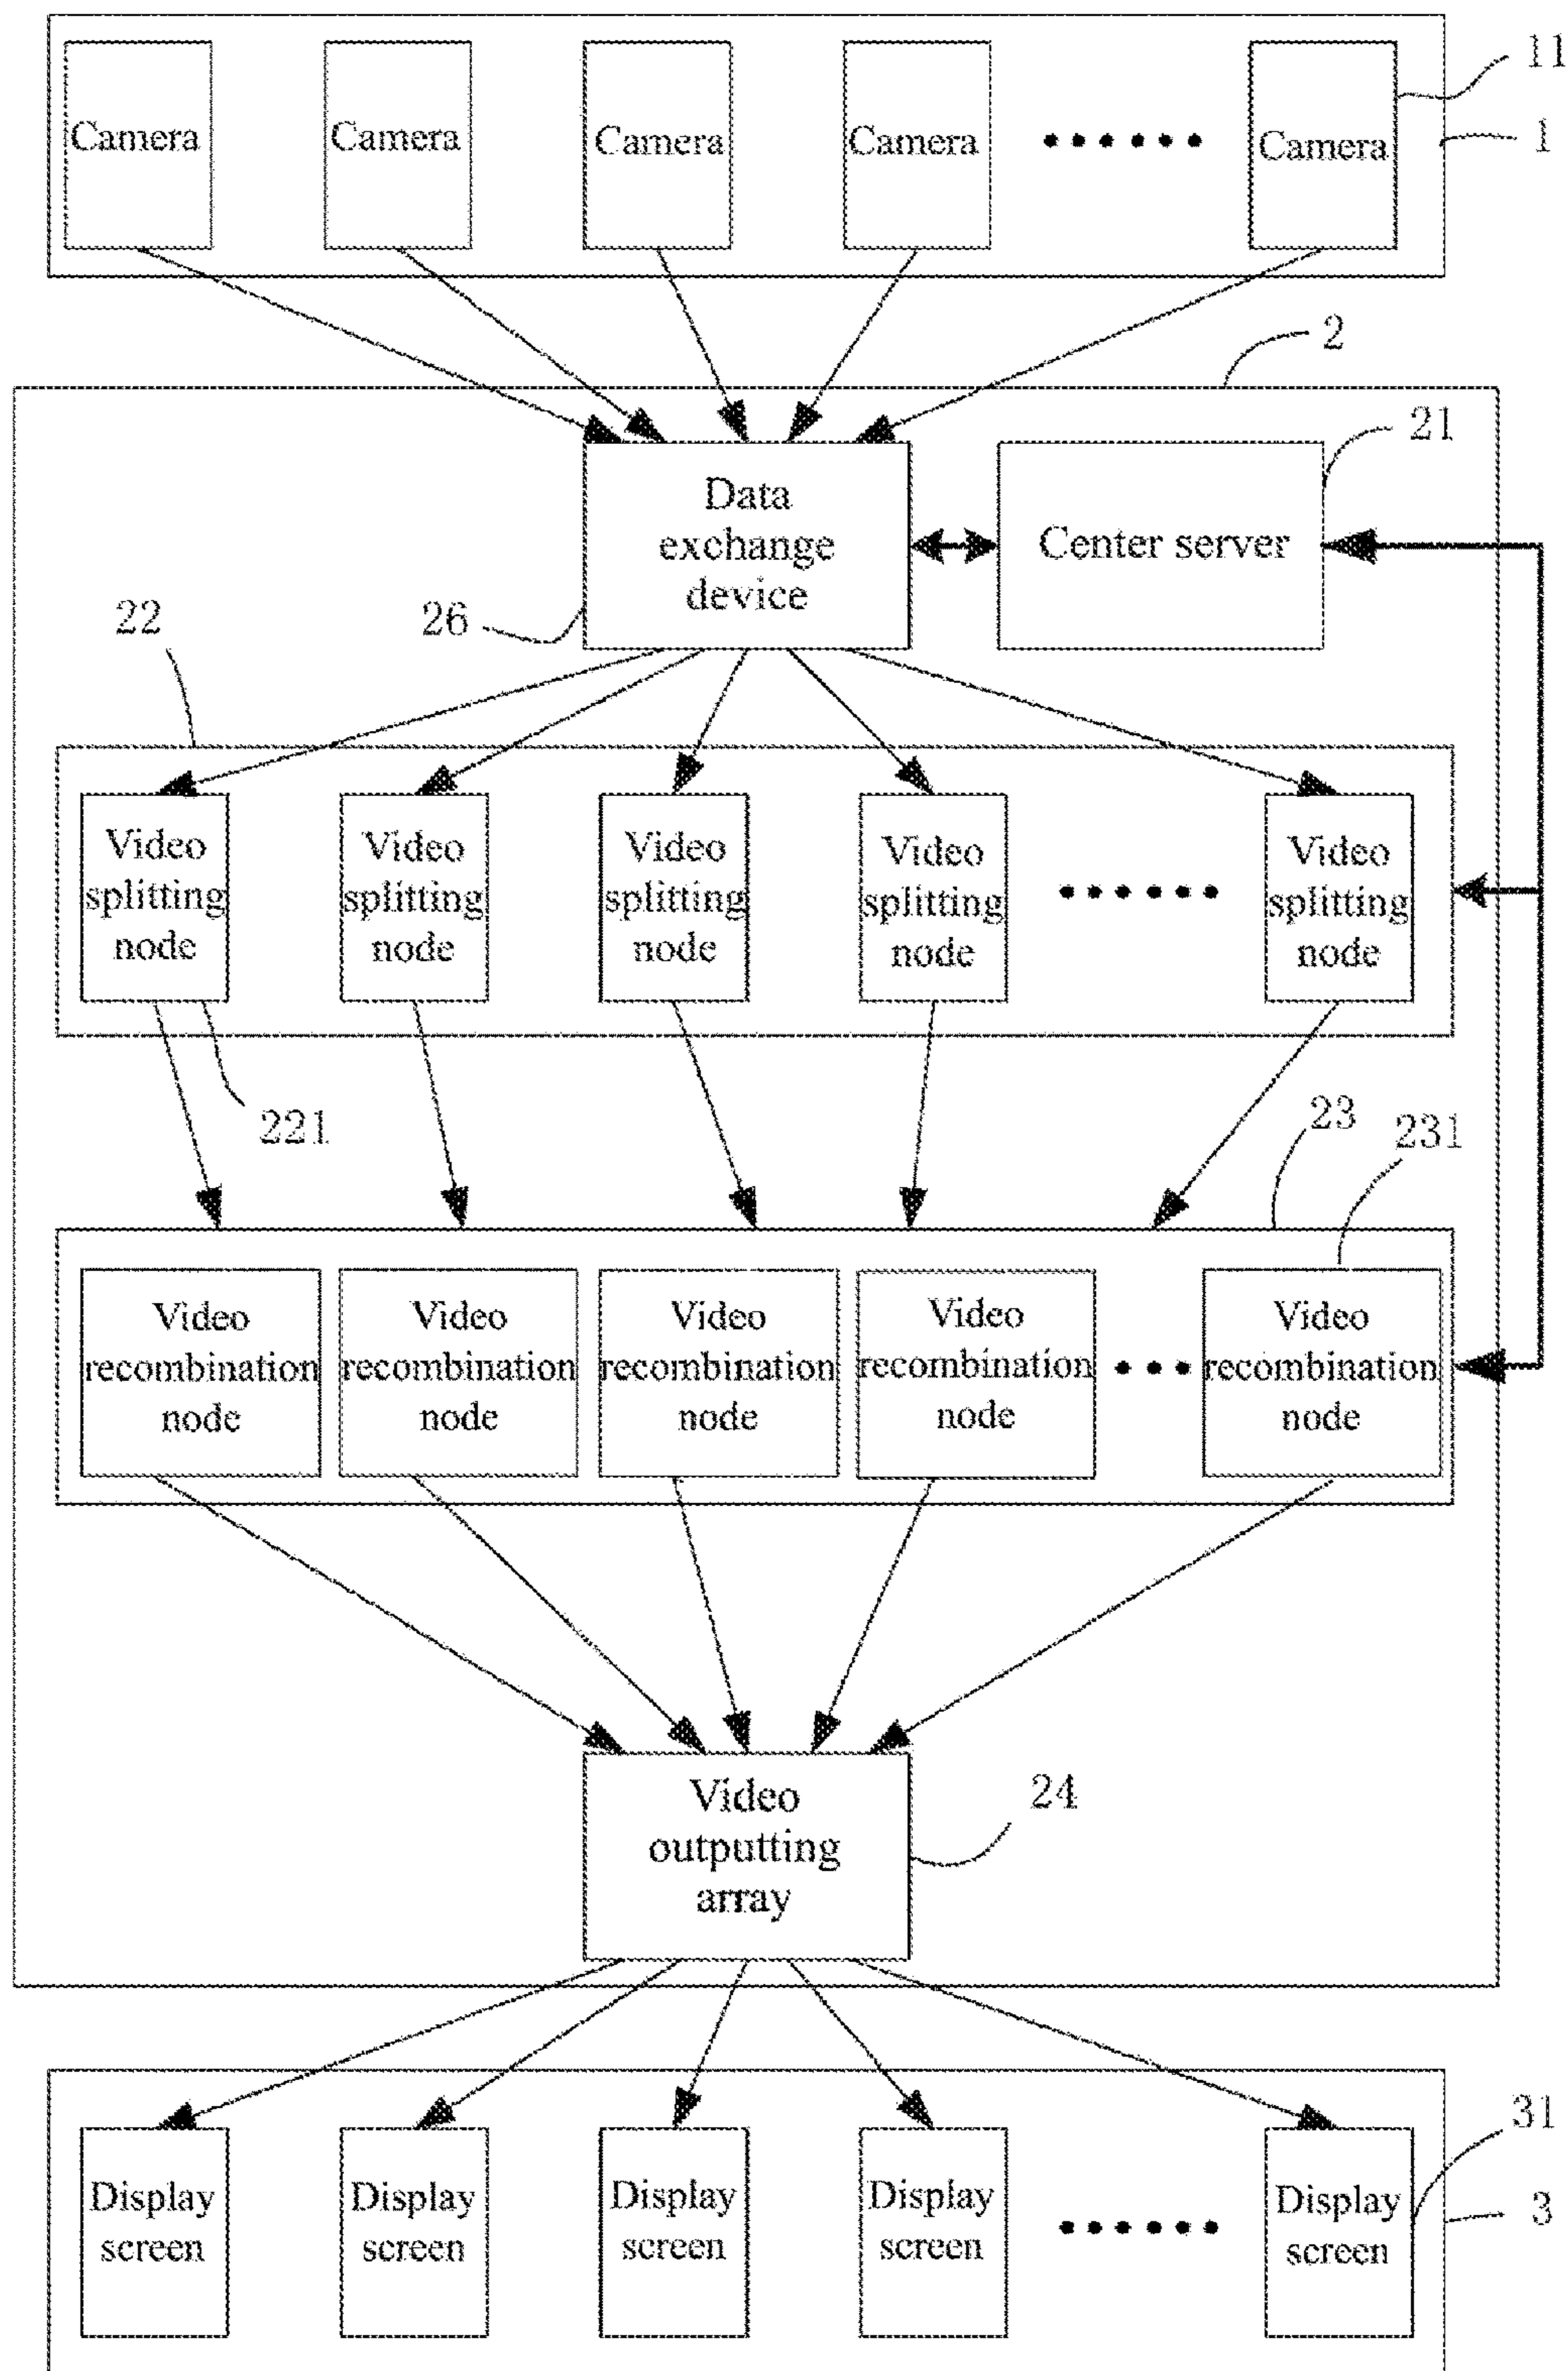 Camera
Camera
Camera
Camera
Camera
11
1
2
Data
exchange
device
Center server
21
26
22
Video
splitting
node
Video
splitting
node
Video
splitting
node
Video
splitting
node
Video
splitting
node
221
23
231
Video
recombination
node
Video
recombination
node
Video
recombination
node
Video
recombination
node
Video
recombination
node
Video
outputting
array
24
Display
screen
Display
screen
Display
screen
Display
screen
Display
screen
31
3